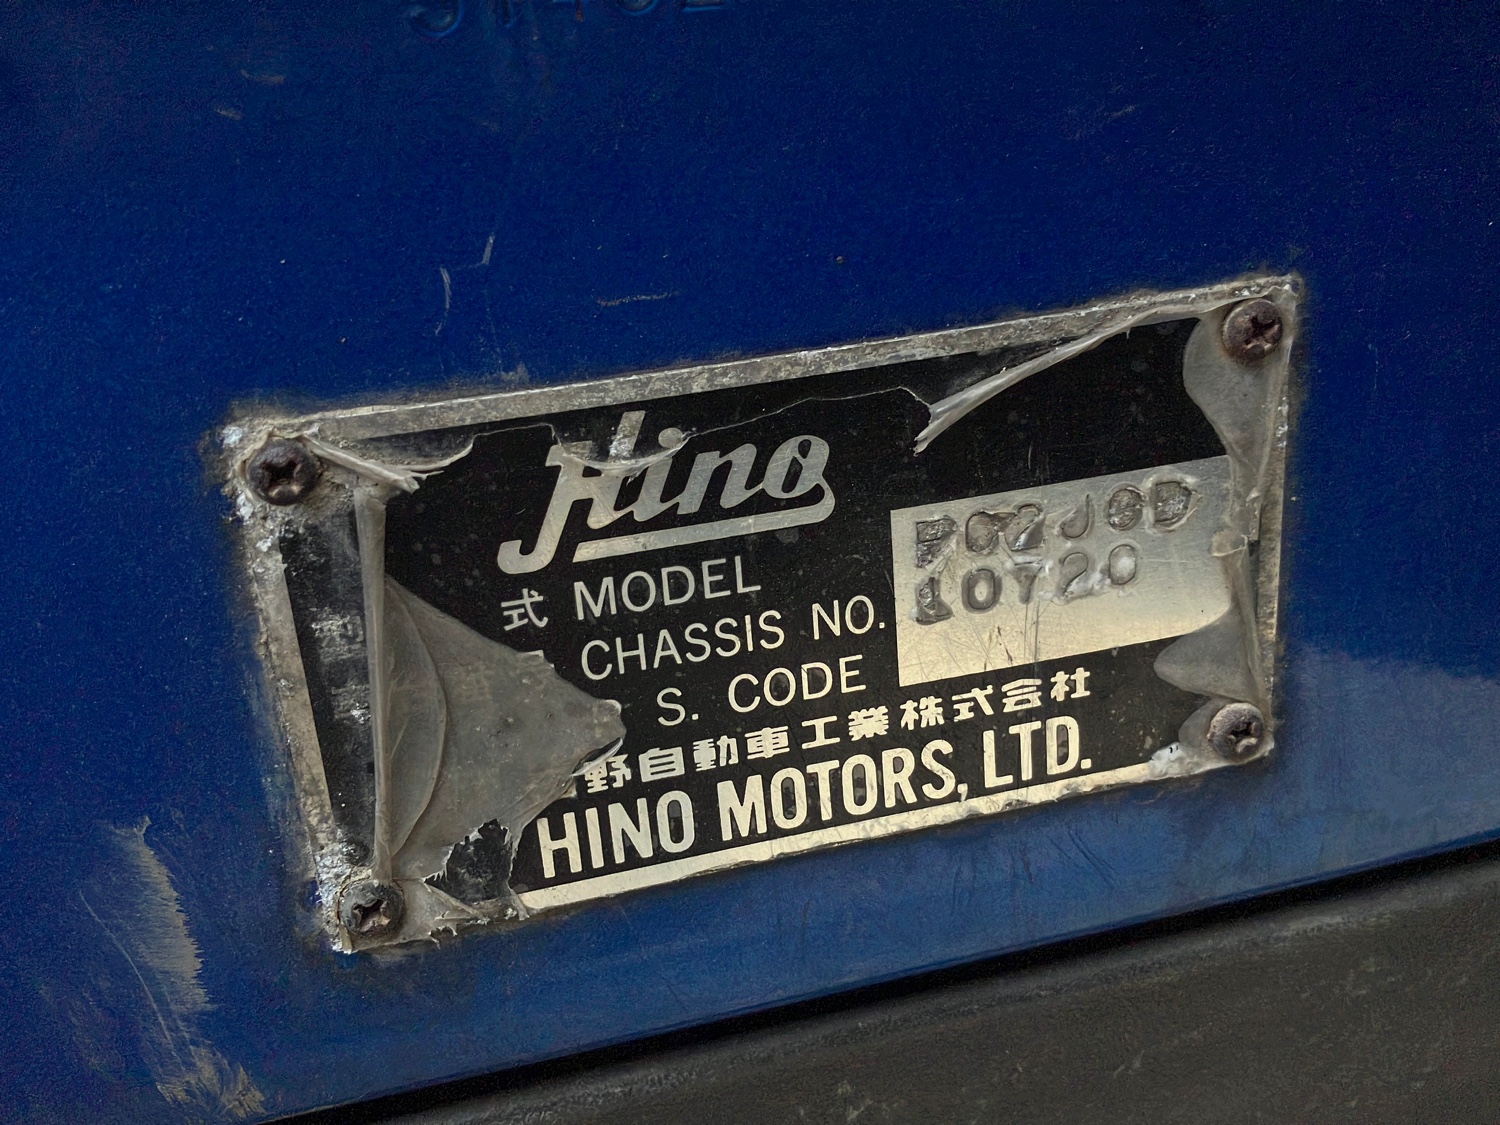 Hino
式 MODEL
CHASSIS NO.
10720
S. CODE
野自動車工業株式会社
HINO MOTORS, LTD.